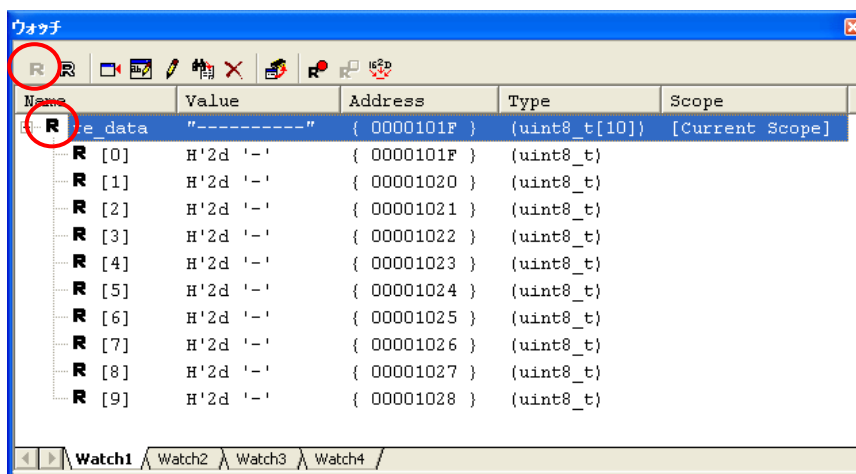 ウォッチ
R R R 16 2 D
Name Value Address Type Scope
R re_data "----------" { 0000101F } (uint8_t[10]) [Current Scope]
R [0] H'2d '-' { 0000101F } (uint8_t)
R [1] H'2d '-' { 00001020 } (uint8_t)
R [2] H'2d '-' { 00001021 } (uint8_t)
R [3] H'2d '-' { 00001022 } (uint8_t)
R [4] H'2d '-' { 00001023 } (uint8_t)
R [5] H'2d '-' { 00001024 } (uint8_t)
R [6] H'2d '-' { 00001025 } (uint8_t)
R [7] H'2d '-' { 00001026 } (uint8_t)
R [8] H'2d '-' { 00001027 } (uint8_t)
R [9] H'2d '-' { 00001028 } (uint8_t)
Watch1 Watch2 Watch3 Watch4